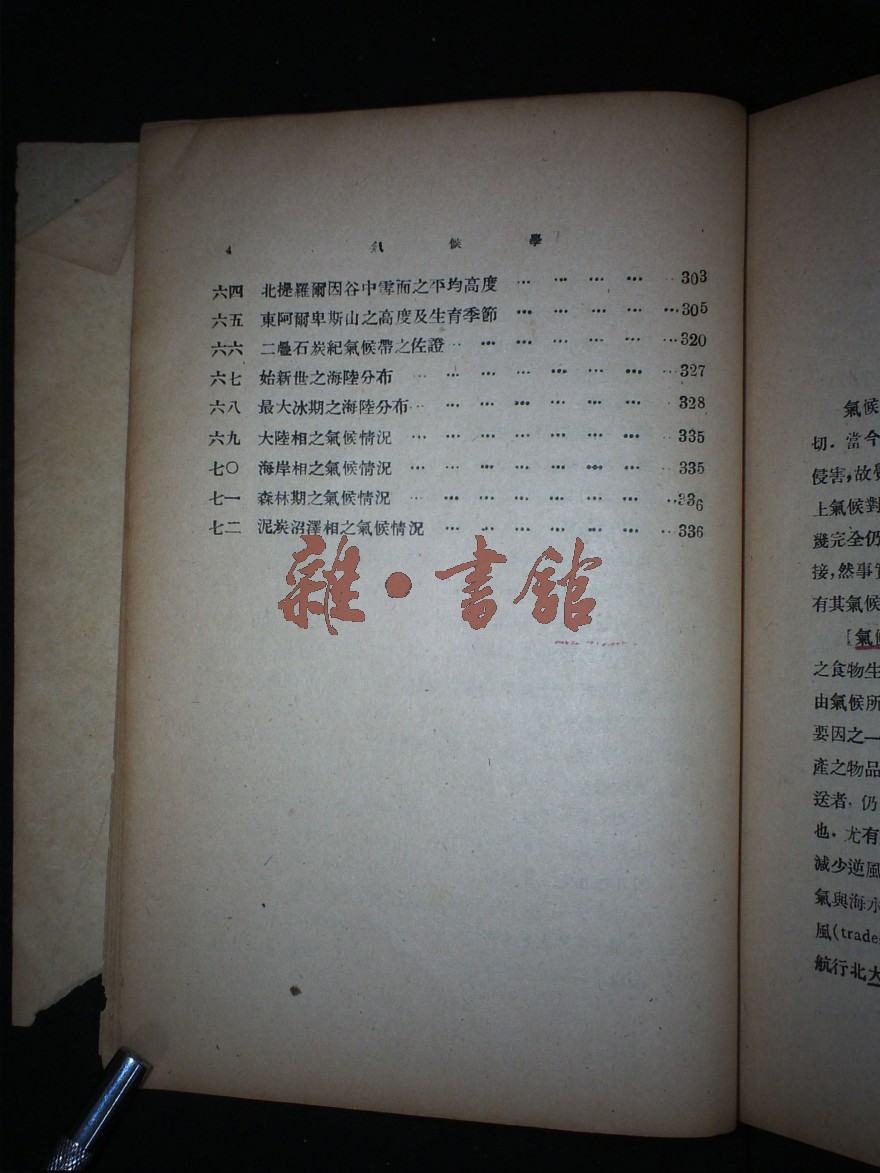 4 氣候學
六四 北提羅爾因谷中雪面之平均高度 … … … … … 303
六五 東阿爾卑斯山之高度及生育季節 … … … … …305
六六 二疊石炭紀氣候帶之佐證 … … … … … …320
六七 始新世之海陸分布 … … … … … … …327
六八 最大冰期之海陸分布 … … … … … … … 328
六九 大陸相之氣候情況 … … … … … … … …335
七〇 海岸相之氣候情況 … … … … … … … …335
七一 森林期之氣候情況 … … … … … … … …336
七二 泥炭沼澤相之氣候情況 … … … … … … …336
雜·書館
氣候
切．當今
侵害，故
上氣候對
幾完全仍
接，然事實
有其氣候
［氣候
之食物生
由氣候所
要因之一
產之物品
送者，仍
也．尤有
減少逆風
氣與海水
風(trade
航行北大